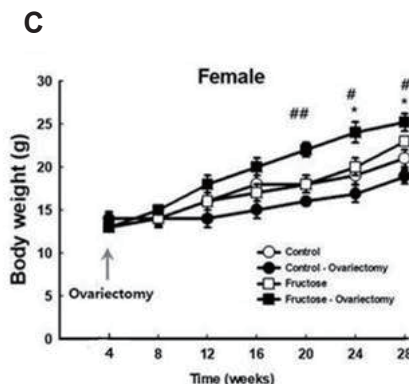 C
Female
Body weight (g)
30
25
20
15
10
5
0
##
#
*
#
*
Ovariectomy
Control
Control - Ovariectomy
Fructose
Fructose - Ovariectomy
4 8 12 16 20 24 28
Time (weeks)